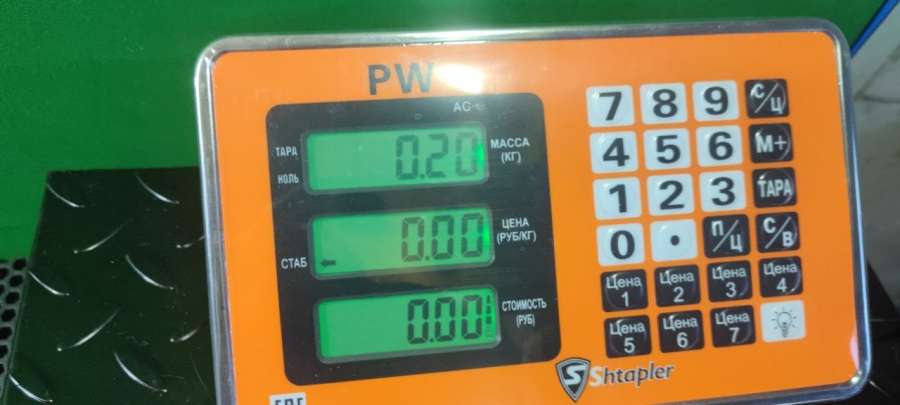 PW
AC
ТАРА
НОЛЬ
0.20
МАССА
(КГ)
СТАБ
0.00
ЦЕНА
(РУБ/КГ)
0.00
СТОИМОСТЬ
(РУБ)
7 8 9 С/Ц
4 5 6 М+
1 2 3 ТАРА
0 . П/Ц С/В
Цена 1 Цена 2 Цена 3 Цена 4
Цена 5 Цена 6 Цена 7
Shtapler
EAC